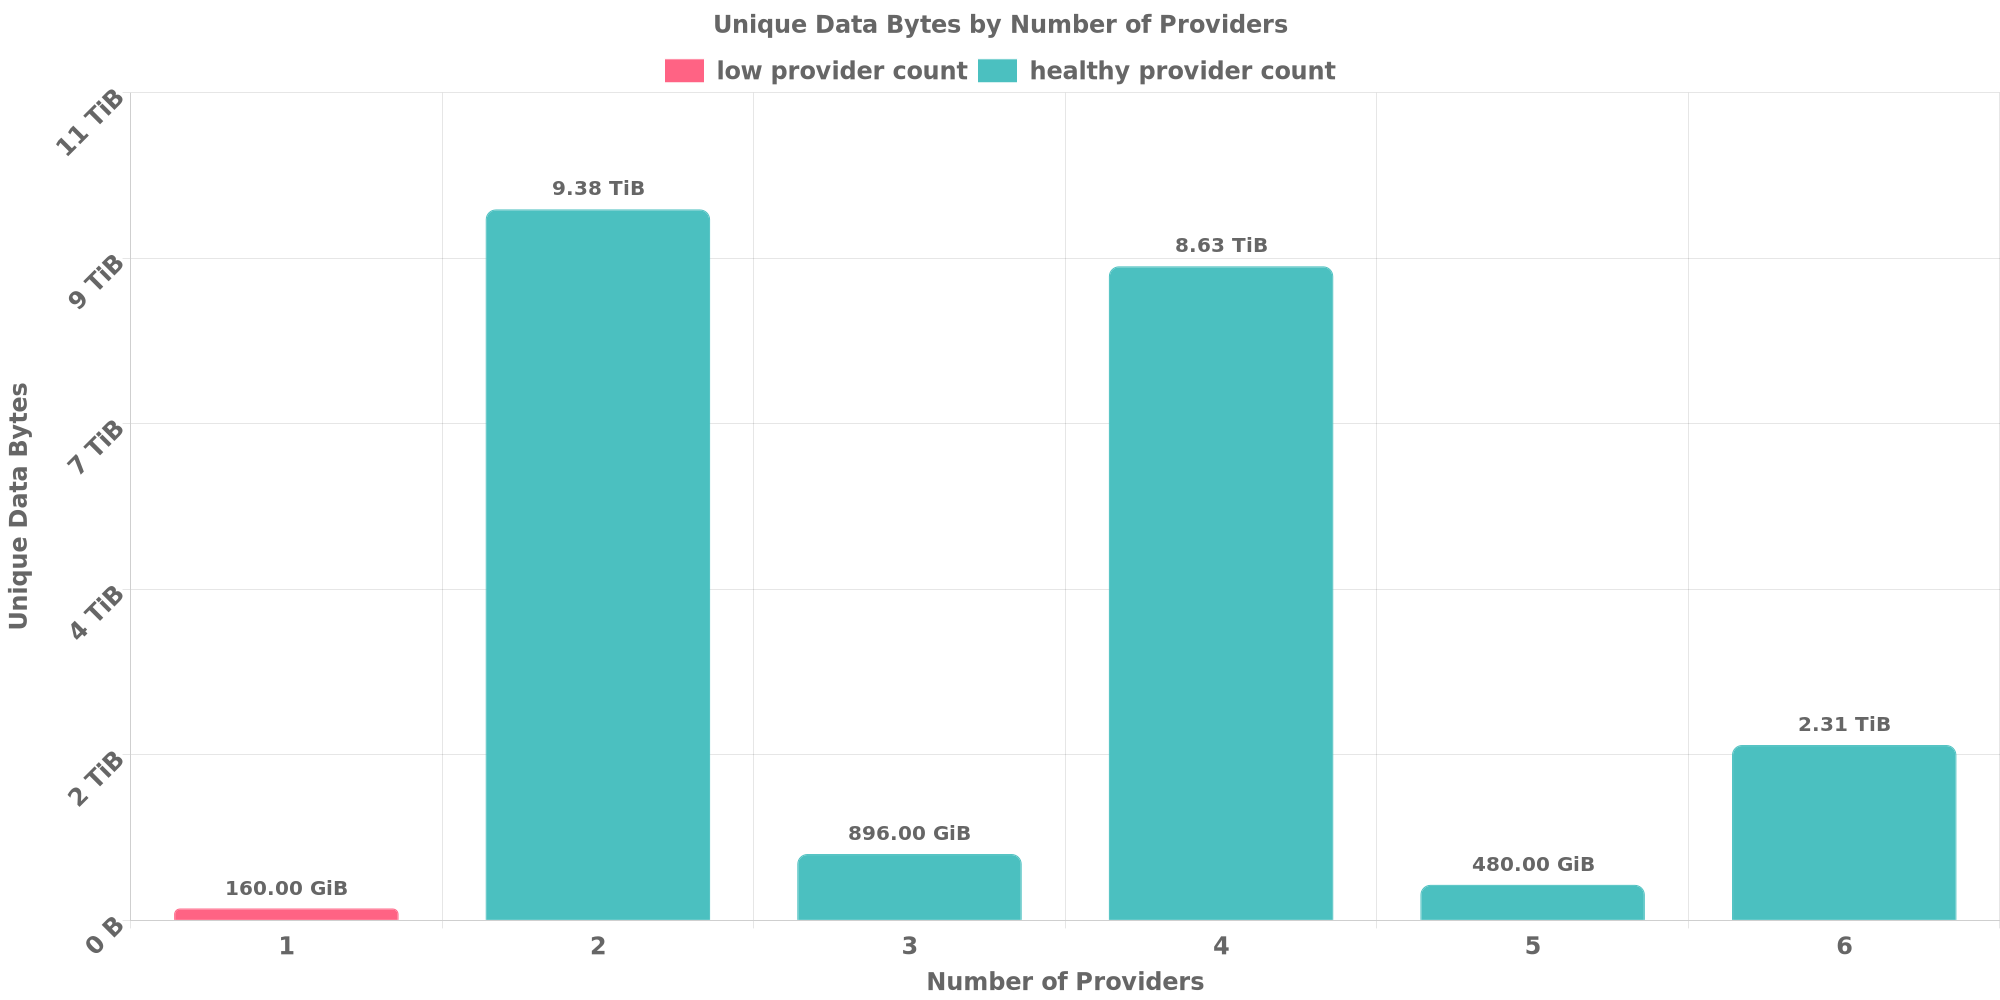 Unique Data Bytes by Number of Providers
low provider count healthy provider count
11 TiB
9 TiB
7 TiB
4 TiB
2 TiB
0 B
Unique Data Bytes
160.00 GiB
9.38 TiB
896.00 GiB
8.63 TiB
480.00 GiB
2.31 TiB
1 2 3 4 5 6
Number of Providers